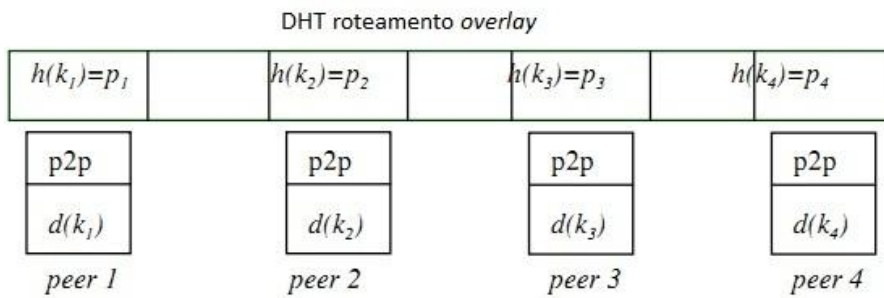 DHT roteamento overlay
h(k₁)=p₁ h(k₂)=p₂ h(k₃)=p₃ h(k₄)=p₄
p2p p2p p2p p2p
d(k₁) d(k₂) d(k₃) d(k₄)
peer 1 peer 2 peer 3 peer 4